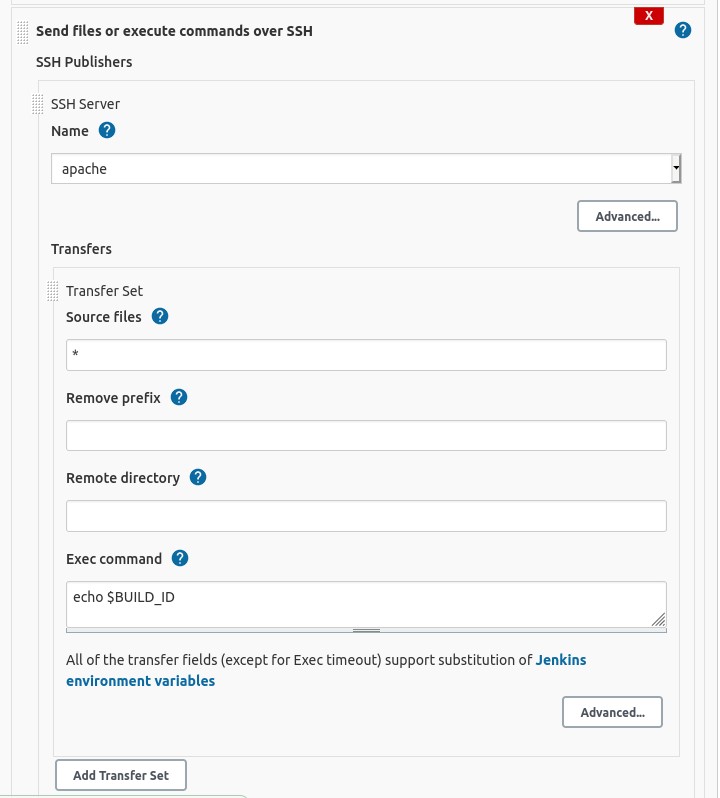 X
Send files or execute commands over SSH
?
SSH Publishers
SSH Server
Name ?
apache
Advanced...
Transfers
Transfer Set
Source files ?
*
Remove prefix ?
Remote directory ?
Exec command ?
echo $BUILD_ID
All of the transfer fields (except for Exec timeout) support substitution of Jenkins
environment variables
Advanced...
Add Transfer Set